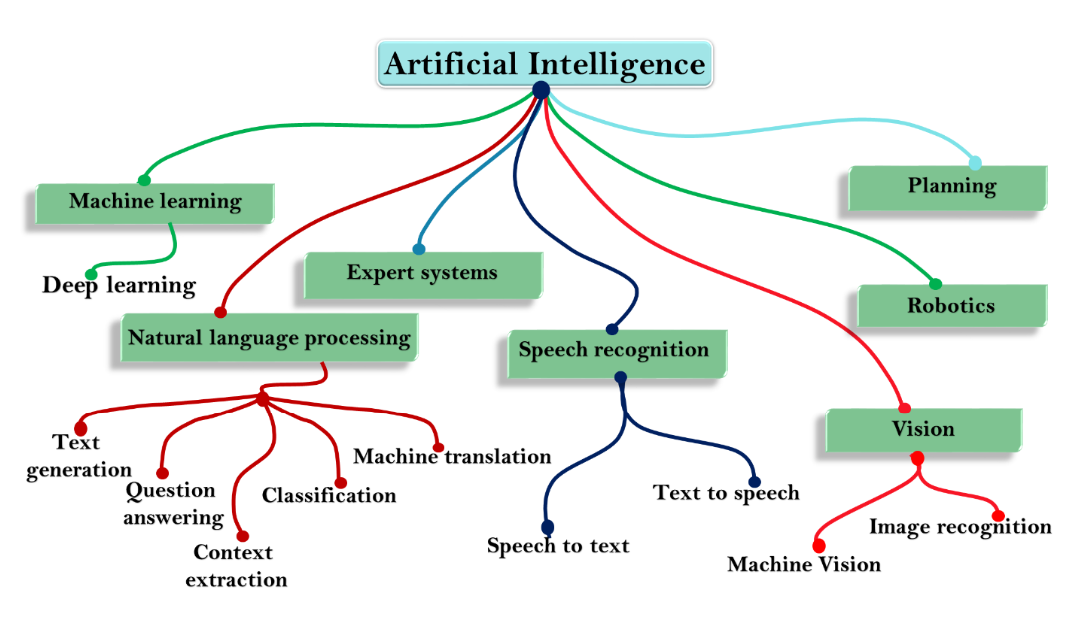 Artificial Intelligence
Planning
Machine learning
Expert systems
Deep learning
Robotics
Natural language processing
Speech recognition
Vision
Text
generation
Machine translation
Question
answering
Classification
Text to speech
Image recognition
Context
extraction
Speech to text
Machine Vision